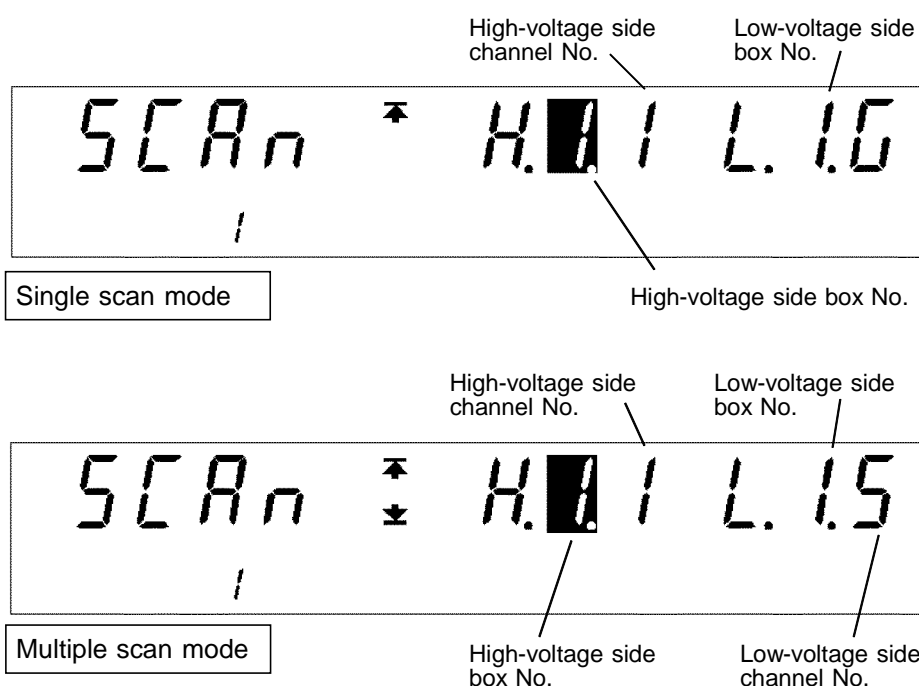 High-voltage side Low-voltage side
channel No. box No.
SCAn H.1.1 L.1.G
1
Single scan mode High-voltage side box No.
High-voltage side Low-voltage side
channel No. box No.
SCAn H.1.1 L.1.5
1
Multiple scan mode High-voltage side Low-voltage side
box No. channel No.